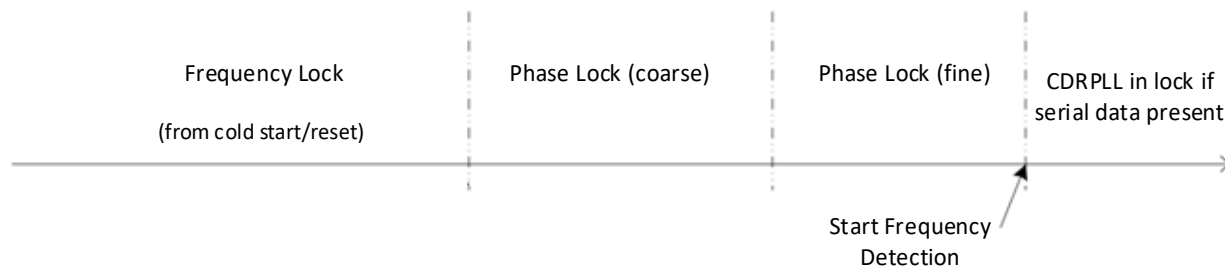 Frequency Lock
(from cold start/reset)
Phase Lock (coarse)
Phase Lock (fine)
CDRPLL in lock if
serial data present
Start Frequency
Detection